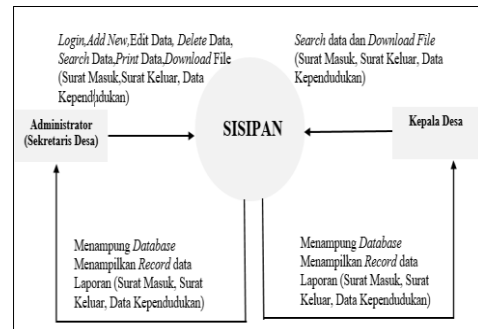 Login,Add New,Edit Data, Delete Data,
Search Data,Print Data,Download File
(Surat Masuk,Surat Keluar, Data
Kependudukan)
Search data dan Download File
(Surat Masuk, Surat Keluar, Data
Kependudukan)
Administrator
(Sekretaris Desa)
SISIPAN
Kepala Desa
Menampung Database
Menampilkan Record data
Laporan (Surat Masuk, Surat
Keluar, Data Kependudukan)
Menampung Database
Menampilkan Record data
Laporan (Surat Masuk, Surat
Keluar, Data Kependudukan)